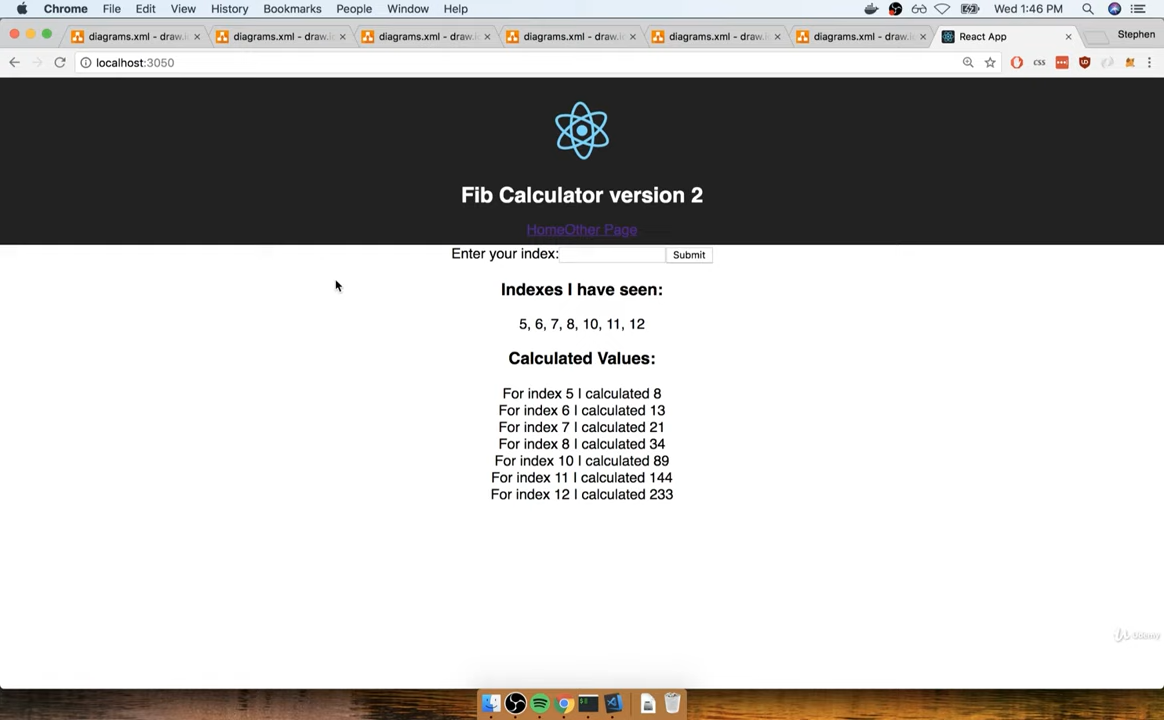 Chrome File Edit View History Bookmarks People Window Help Wed 1:46 PM
diagrams.xml - draw.i diagrams.xml - draw.i diagrams.xml - draw.i diagrams.xml - draw.i diagrams.xml - draw.i diagrams.xml - draw.i React App Stephen
localhost:3050 css
Fib Calculator version 2
HomeOther Page
Enter your index: Submit
Indexes I have seen:
5, 6, 7, 8, 10, 11, 12
Calculated Values:
For index 5 I calculated 8
For index 6 I calculated 13
For index 7 I calculated 21
For index 8 I calculated 34
For index 10 I calculated 89
For index 11 I calculated 144
For index 12 I calculated 233
Udemy